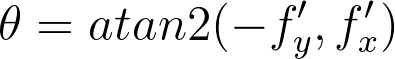 θ = atan2(−f′_y, f′_x)